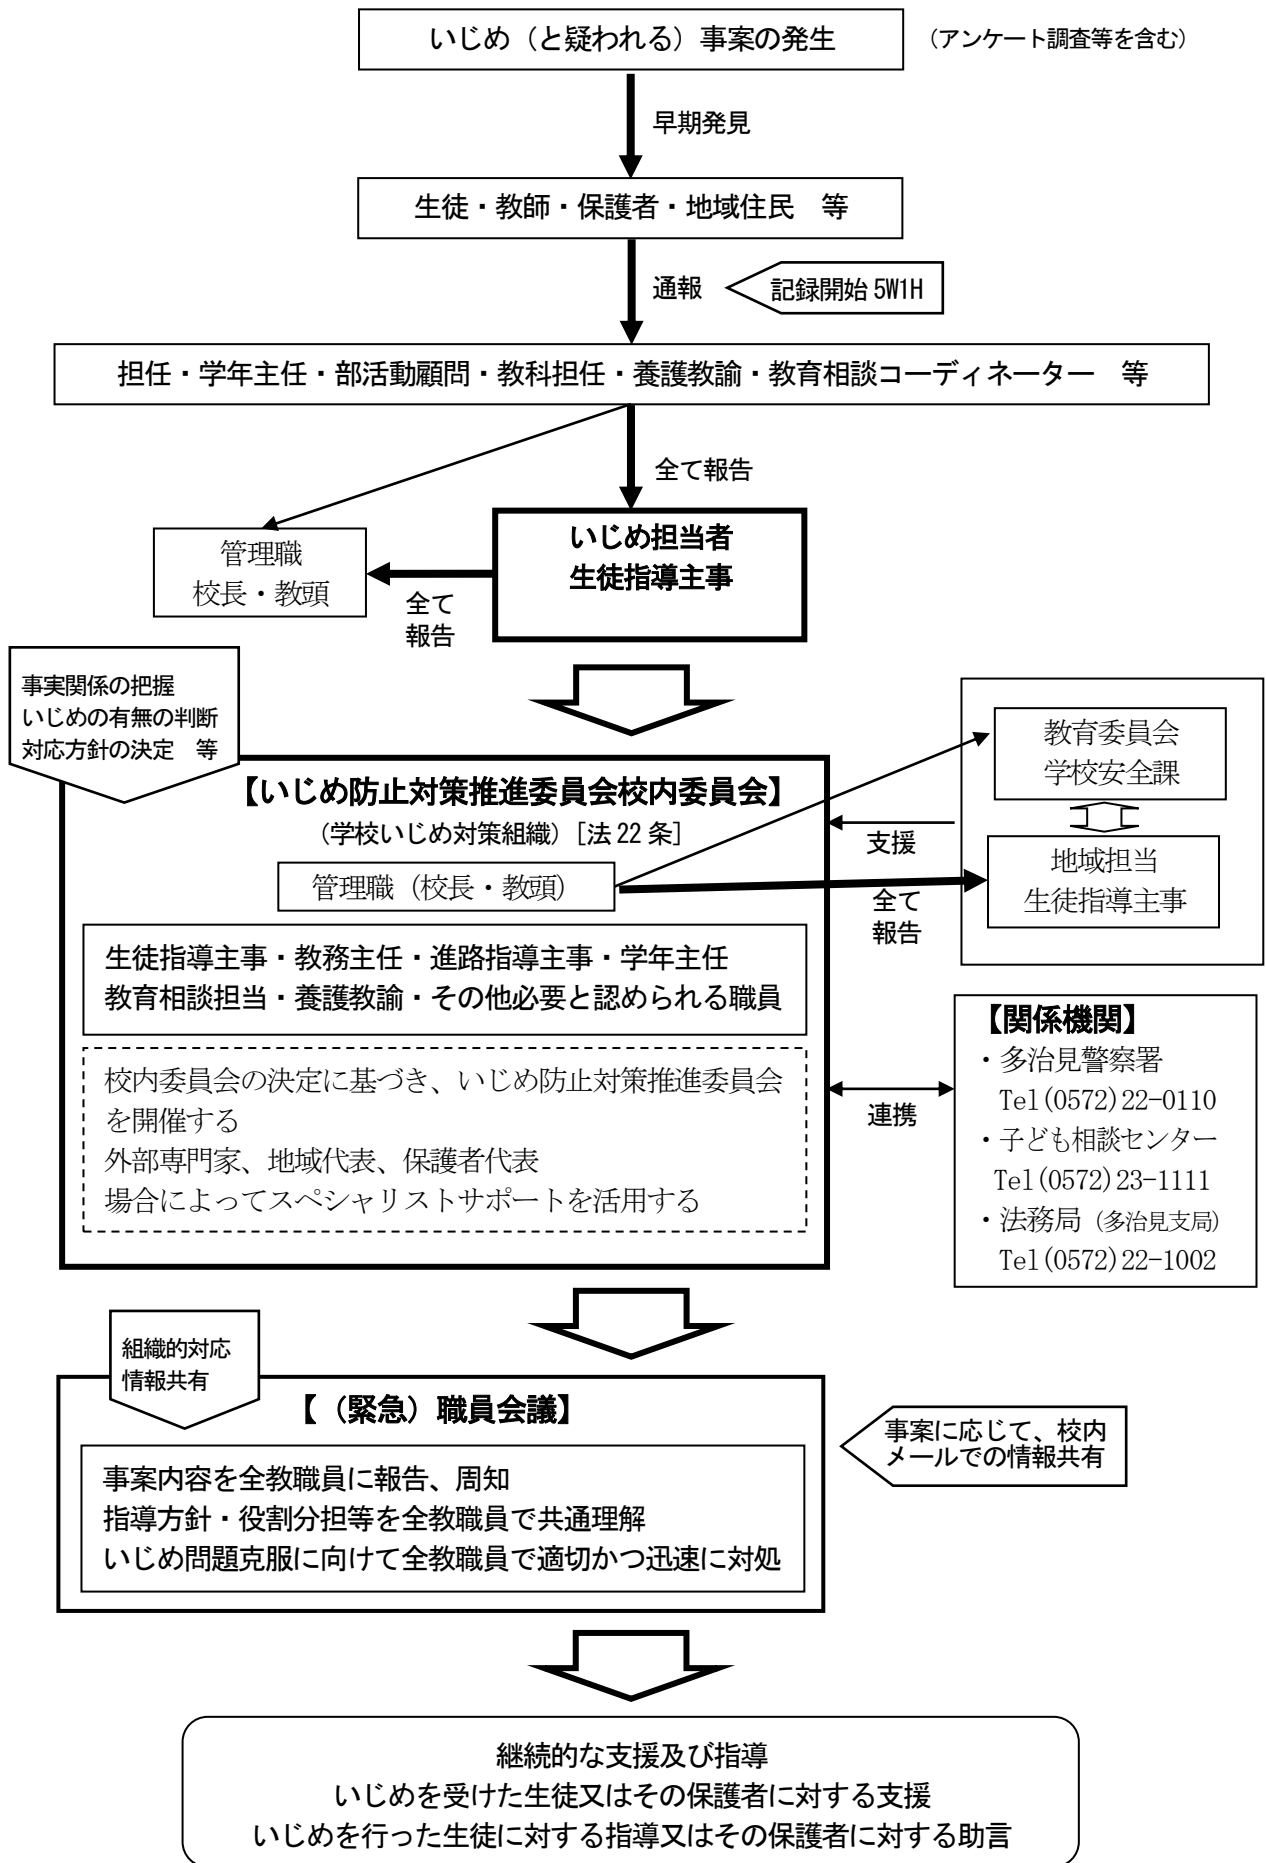 いじめ（と疑われる）事案の発生
（アンケート調査等を含む）
早期発見
生徒・教師・保護者・地域住民　等
通報
記録開始 5W1H
担任・学年主任・部活動顧問・教科担任・養護教諭・教育相談コーディネーター　等
全て報告
いじめ担当者
生徒指導主事
管理職
校長・教頭
全て
報告
事実関係の把握
いじめの有無の判断
対応方針の決定　等
【いじめ防止対策推進委員会校内委員会】
（学校いじめ対策組織）[法 22 条]
管理職（校長・教頭）
生徒指導主事・教務主任・進路指導主事・学年主任
教育相談担当・養護教諭・その他必要と認められる職員
校内委員会の決定に基づき、いじめ防止対策推進委員会
を開催する
外部専門家、地域代表、保護者代表
場合によってスペシャリストサポートを活用する
教育委員会
学校安全課
支援
地域担当
生徒指導主事
全て
報告
連携
【関係機関】
・多治見警察署
Tel(0572)22-0110
・子ども相談センター
Tel(0572)23-1111
・法務局（多治見支局）
Tel(0572)22-1002
組織的対応
情報共有
【（緊急）職員会議】
事案内容を全教職員に報告、周知
指導方針・役割分担等を全教職員で共通理解
いじめ問題克服に向けて全教職員で適切かつ迅速に対処
事案に応じて、校内
メールでの情報共有
継続的な支援及び指導
いじめを受けた生徒又はその保護者に対する支援
いじめを行った生徒に対する指導又はその保護者に対する助言